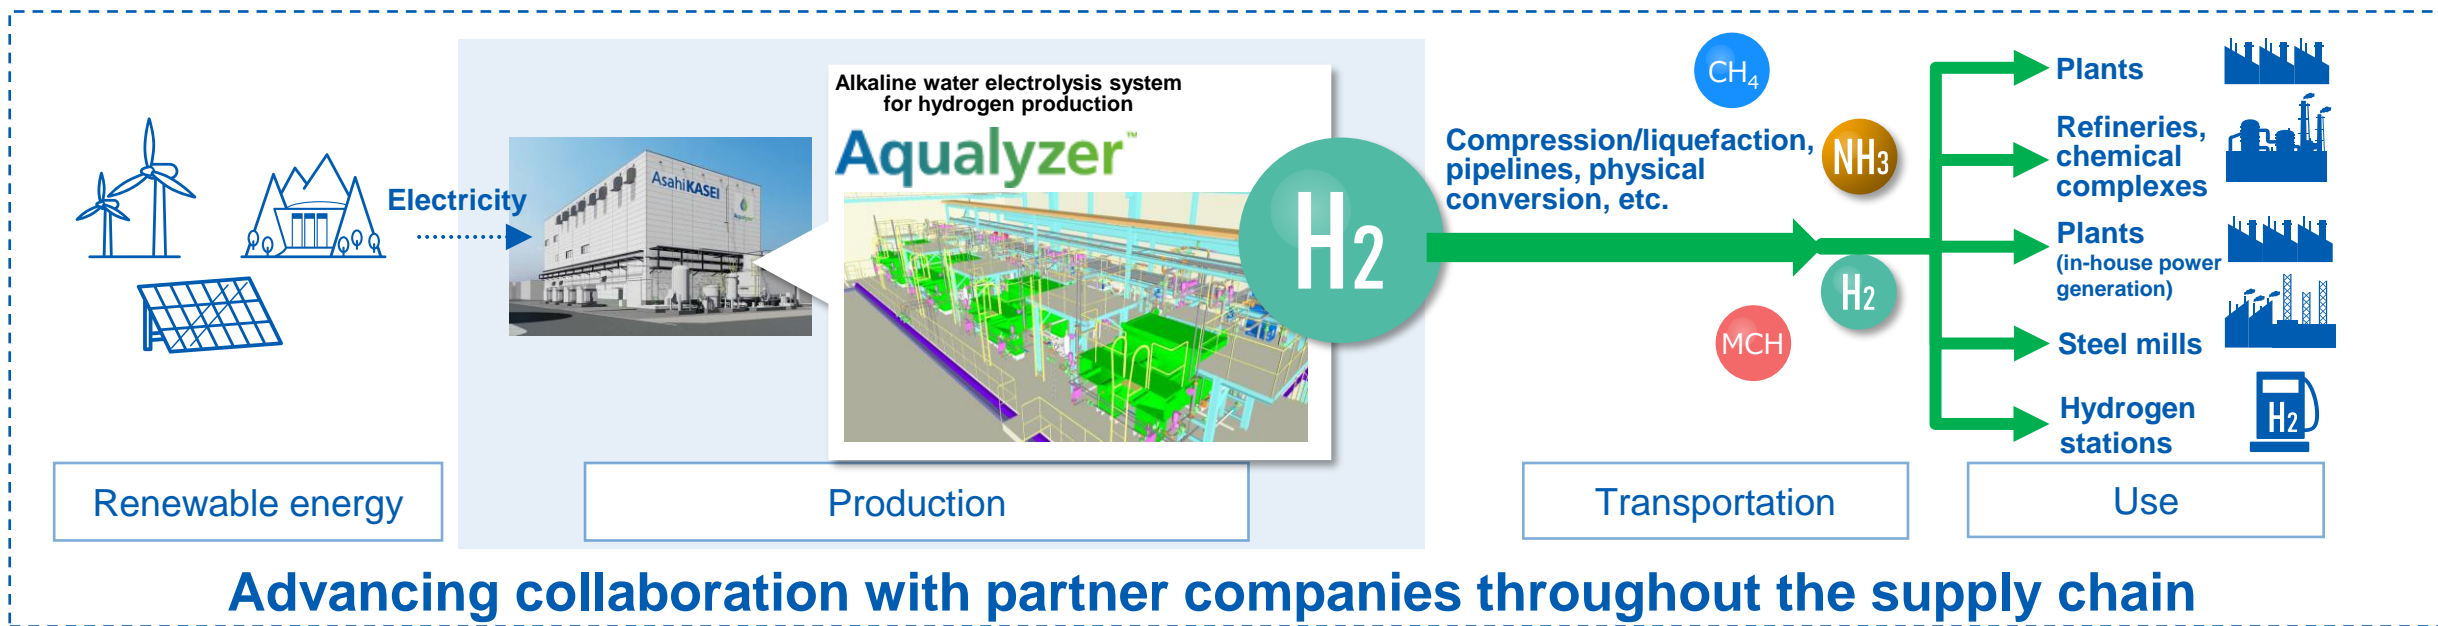 Alkaline water electrolysis system
for hydrogen production
Aqualyzer™
Electricity
AsahiKASEI
Aqualyzer
H2
Compression/liquefaction,
pipelines, physical
conversion, etc.
CH4
NH3
H2
MCH
Plants
Refineries,
chemical
complexes
Plants
(in-house power
generation)
Steel mills
Hydrogen
stations
H2
Renewable energy
Production
Transportation
Use
Advancing collaboration with partner companies throughout the supply chain